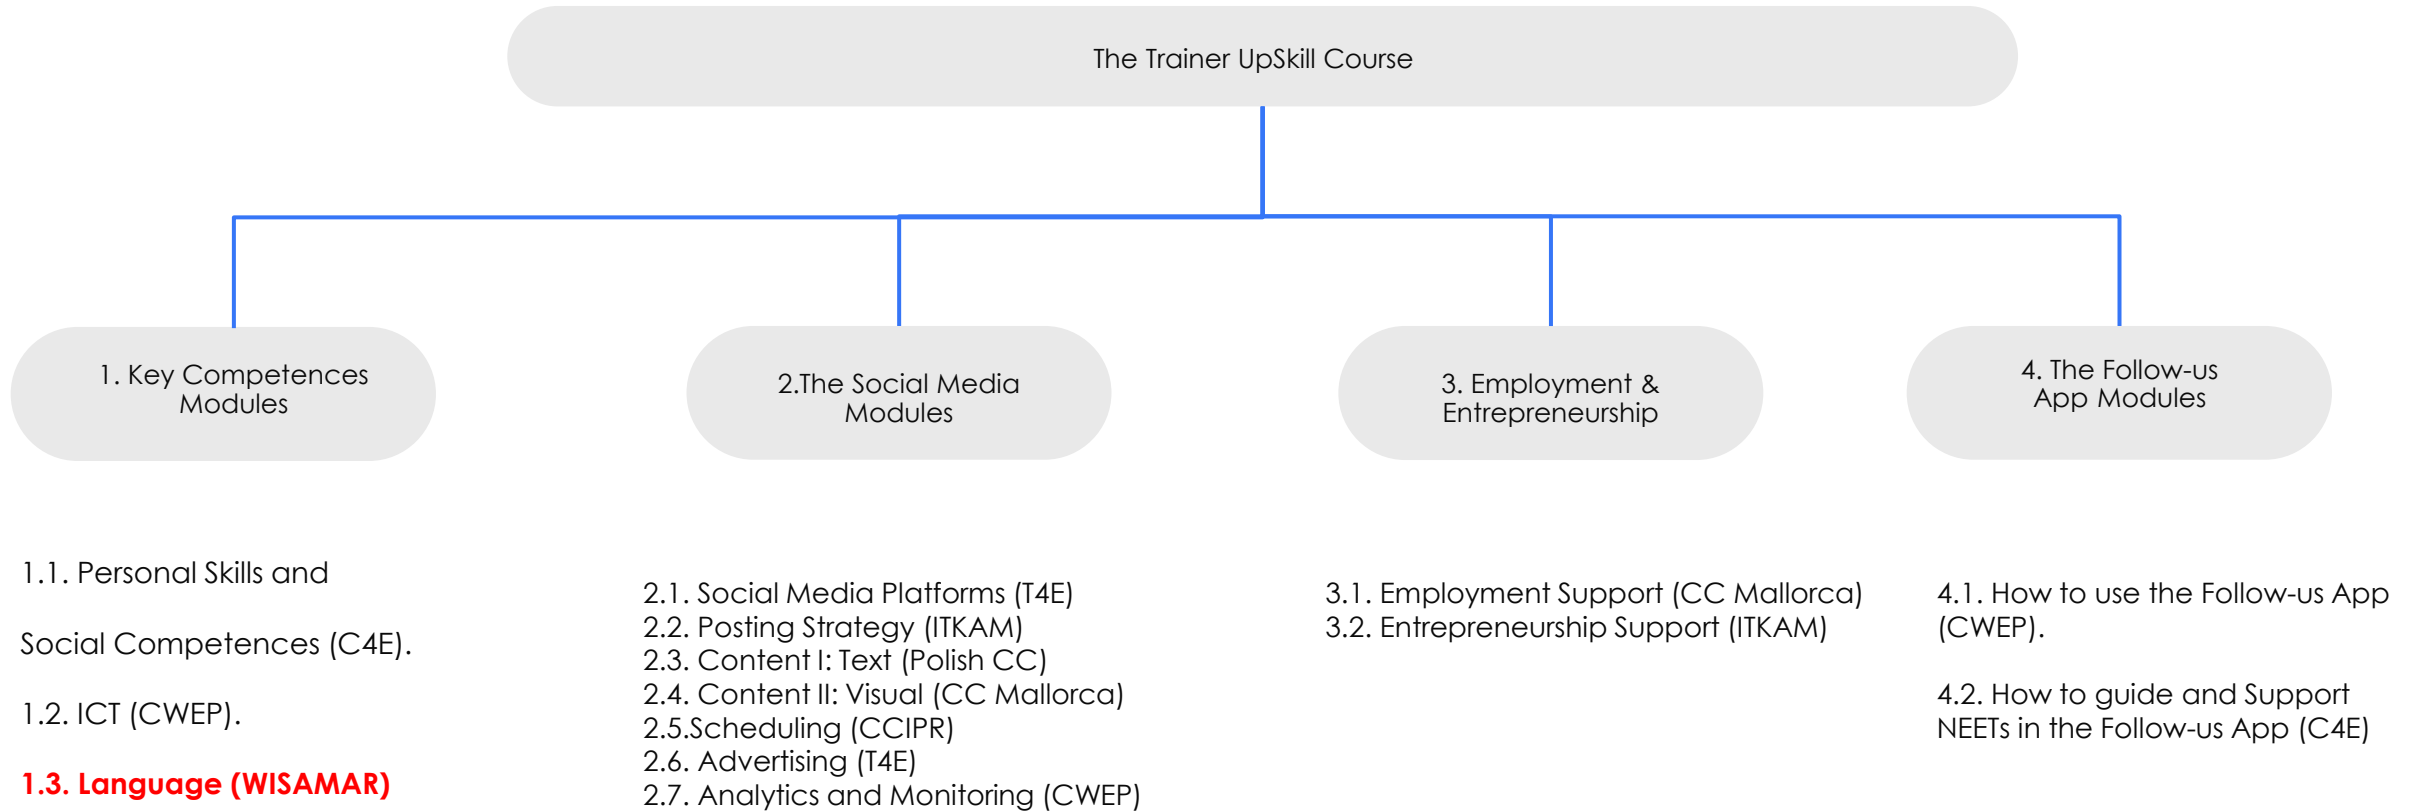 The Trainer UpSkill Course
1. Key Competences
Modules
2.The Social Media
Modules
3. Employment &
Entrepreneurship
4. The Follow-us
App Modules
1.1. Personal Skills and
Social Competences (C4E).
1.2. ICT (CWEP).
1.3. Language (WISAMAR)
2.1. Social Media Platforms (T4E)
2.2. Posting Strategy (ITKAM)
2.3. Content I: Text (Polish CC)
2.4. Content II: Visual (CC Mallorca)
2.5.Scheduling (CCIPR)
2.6. Advertising (T4E)
2.7. Analytics and Monitoring (CWEP)
3.1. Employment Support (CC Mallorca)
3.2. Entrepreneurship Support (ITKAM)
4.1. How to use the Follow-us App
(CWEP).
4.2. How to guide and Support
NEETs in the Follow-us App (C4E)